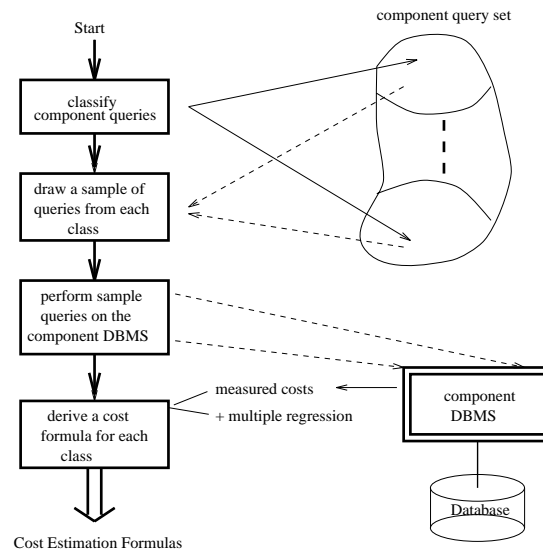 Start
component query set
classify
component queries
draw a sample of
queries from each
class
perform sample
queries on the
component DBMS
measured costs
+ multiple regression
derive a cost
formula for each
class
component
DBMS
Database
Cost Estimation Formulas